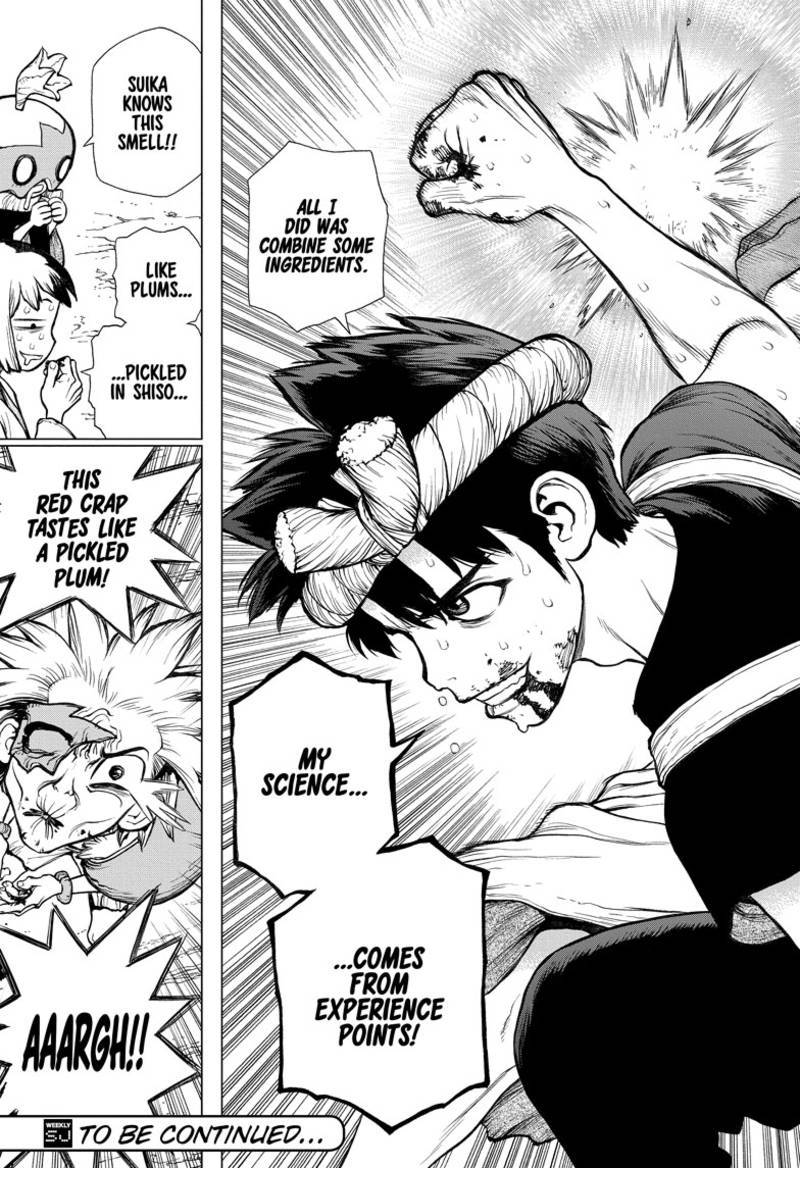 ALL I
DID WAS
COMBINE SOME
INGREDIENTS.
MY
SCIENCE...
...COMES
FROM
EXPERIENCE
POINTS!
SUIKA
KNOWS
THIS
SMELL!!
LIKE
PLUMS...
...PICKLED
IN SHISO...
THIS
RED CRAP
TASTES LIKE
A PICKLED
PLUM!
AAARGH!!
WEEKLY
SJ
TO BE CONTINUED...